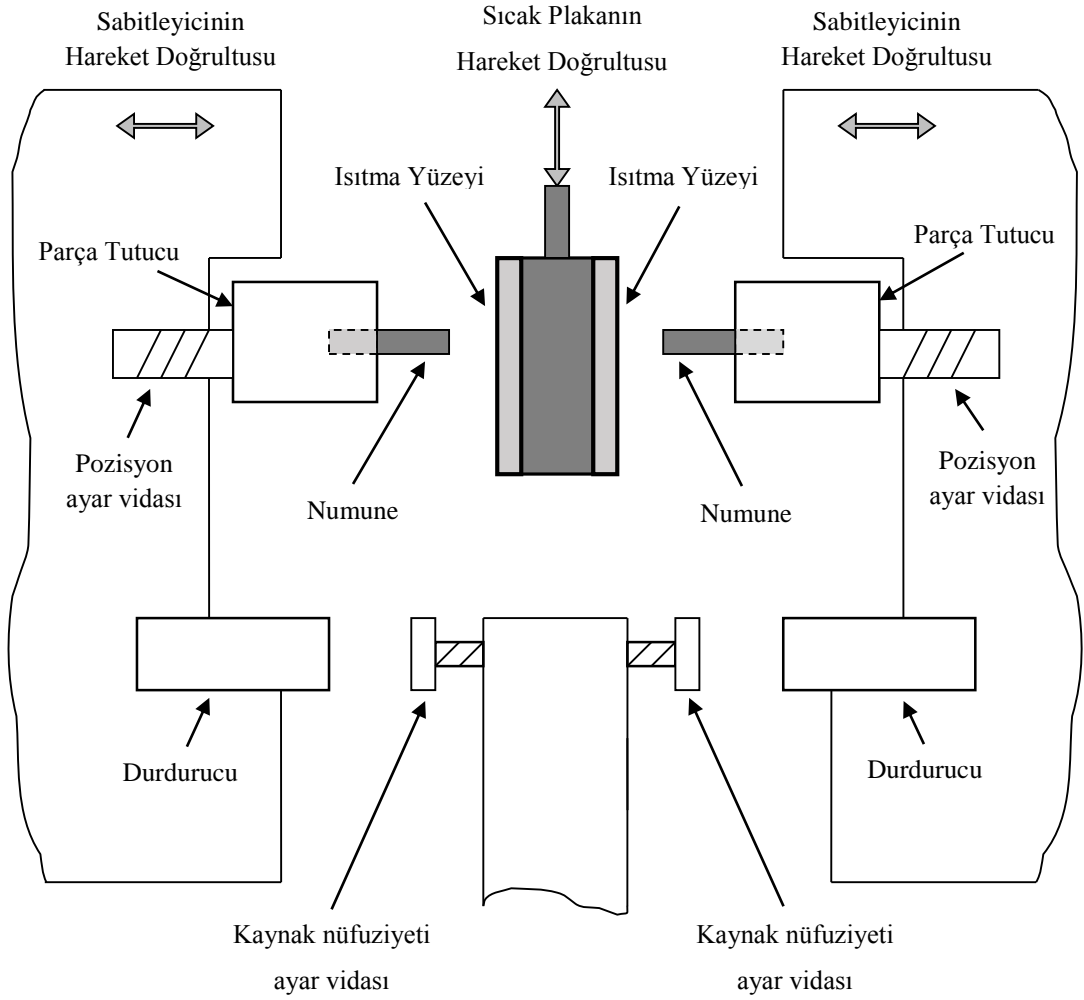 Sabitleyicinin
Hareket Doğrultusu
Sıcak Plakanın
Hareket Doğrultusu
Sabitleyicinin
Hareket Doğrultusu
Isıtma Yüzeyi
Isıtma Yüzeyi
Parça Tutucu
Parça Tutucu
Pozisyon
ayar vidası
Numune
Numune
Pozisyon
ayar vidası
Durdurucu
Durdurucu
Kaynak nüfuziyeti
ayar vidası
Kaynak nüfuziyeti
ayar vidası